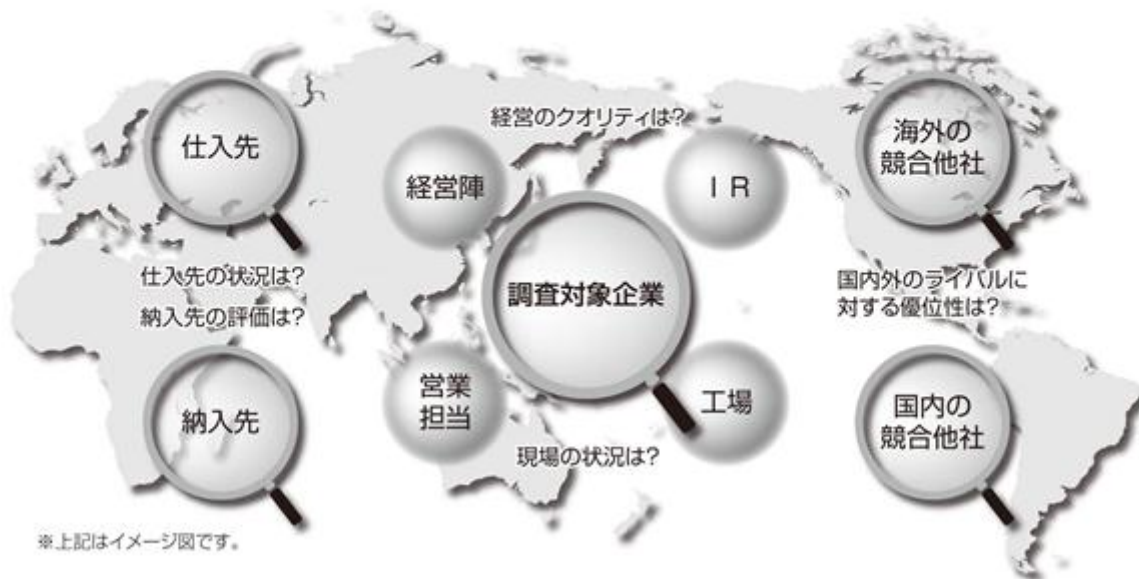 仕入先
経営のクオリティは?
海外の
競合他社
経営陣
IR
仕入先の状況は?
納入先の評価は?
調査対象企業
国内外のライバルに
対する優位性は?
納入先
営業
担当
工場
国内の
競合他社
現場の状況は?
※上記はイメージ図です。